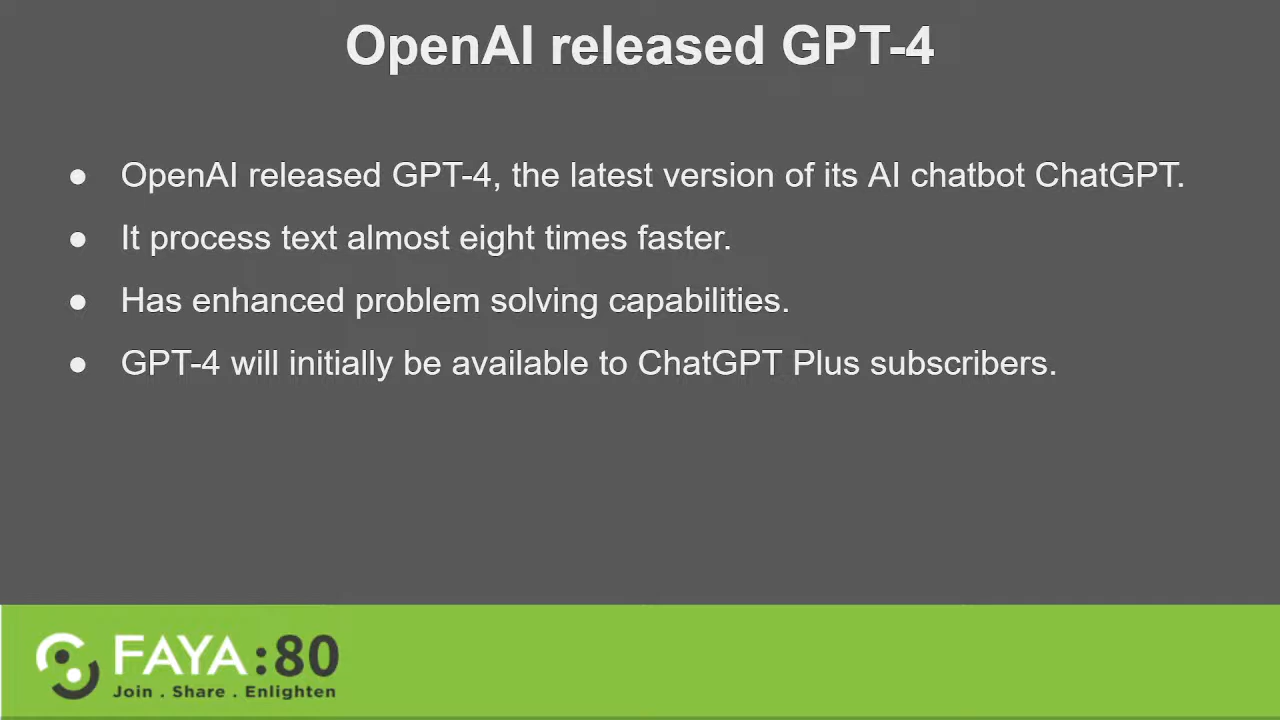 OpenAI released GPT-4
● OpenAI released GPT-4, the latest version of its AI chatbot ChatGPT.
● It process text almost eight times faster.
● Has enhanced problem solving capabilities.
● GPT-4 will initially be available to ChatGPT Plus subscribers.
FAYA:80
Join . Share . Enlighten